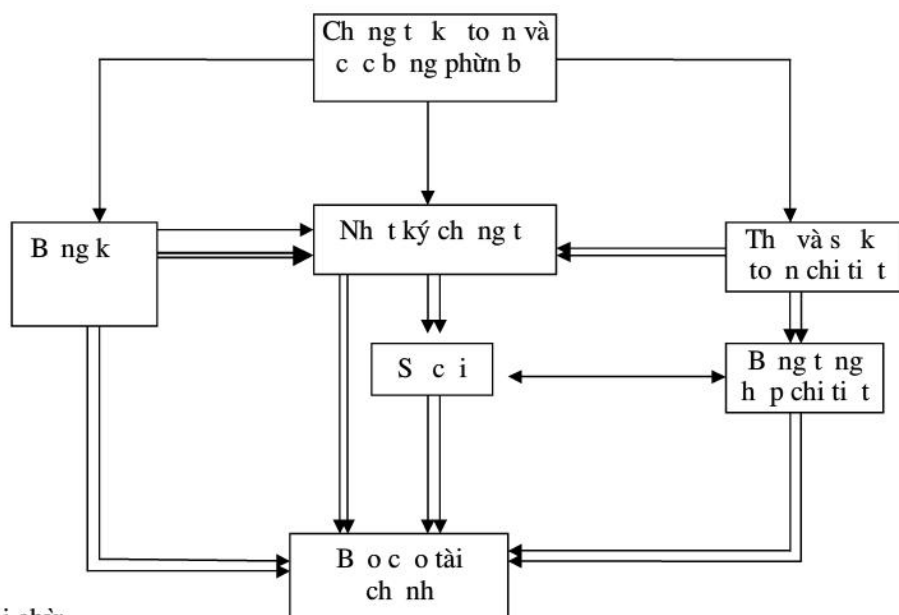 Ch ng t k to n và
c c b ng phừn b
B ng k
Nh t ký ch ng t
Th và s k
to n chi ti t
S c i
B ng t ng
h p chi ti t
B o c o tài
ch nh